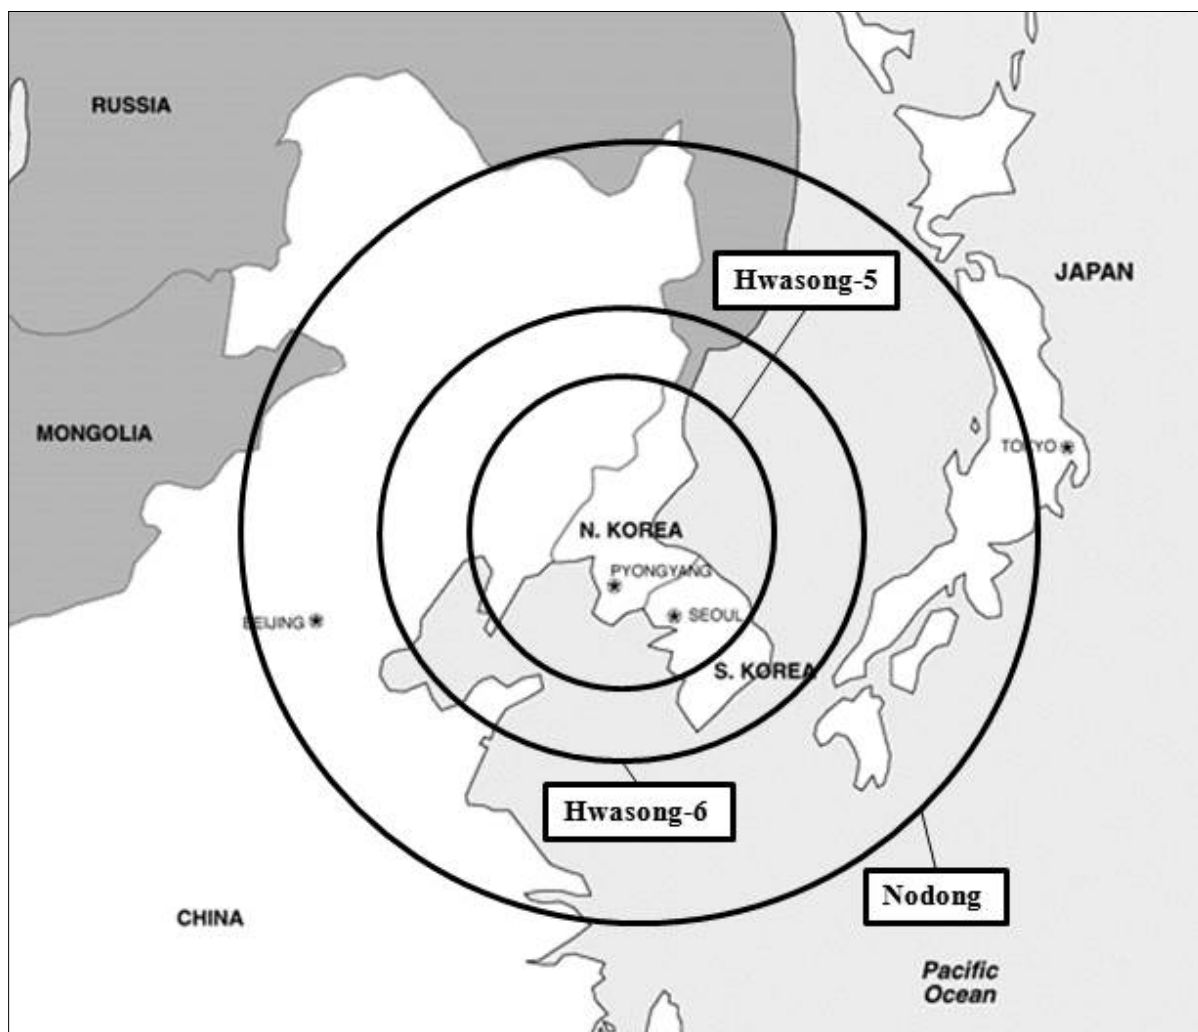 RUSSIA
Hwasong-5
JAPAN
MONGOLIA
TOKYO
N. KOREA
PYONGYANG
BEIJING
SEOUL
S. KOREA
Hwasong-6
Nodong
CHINA
Pacific
Ocean